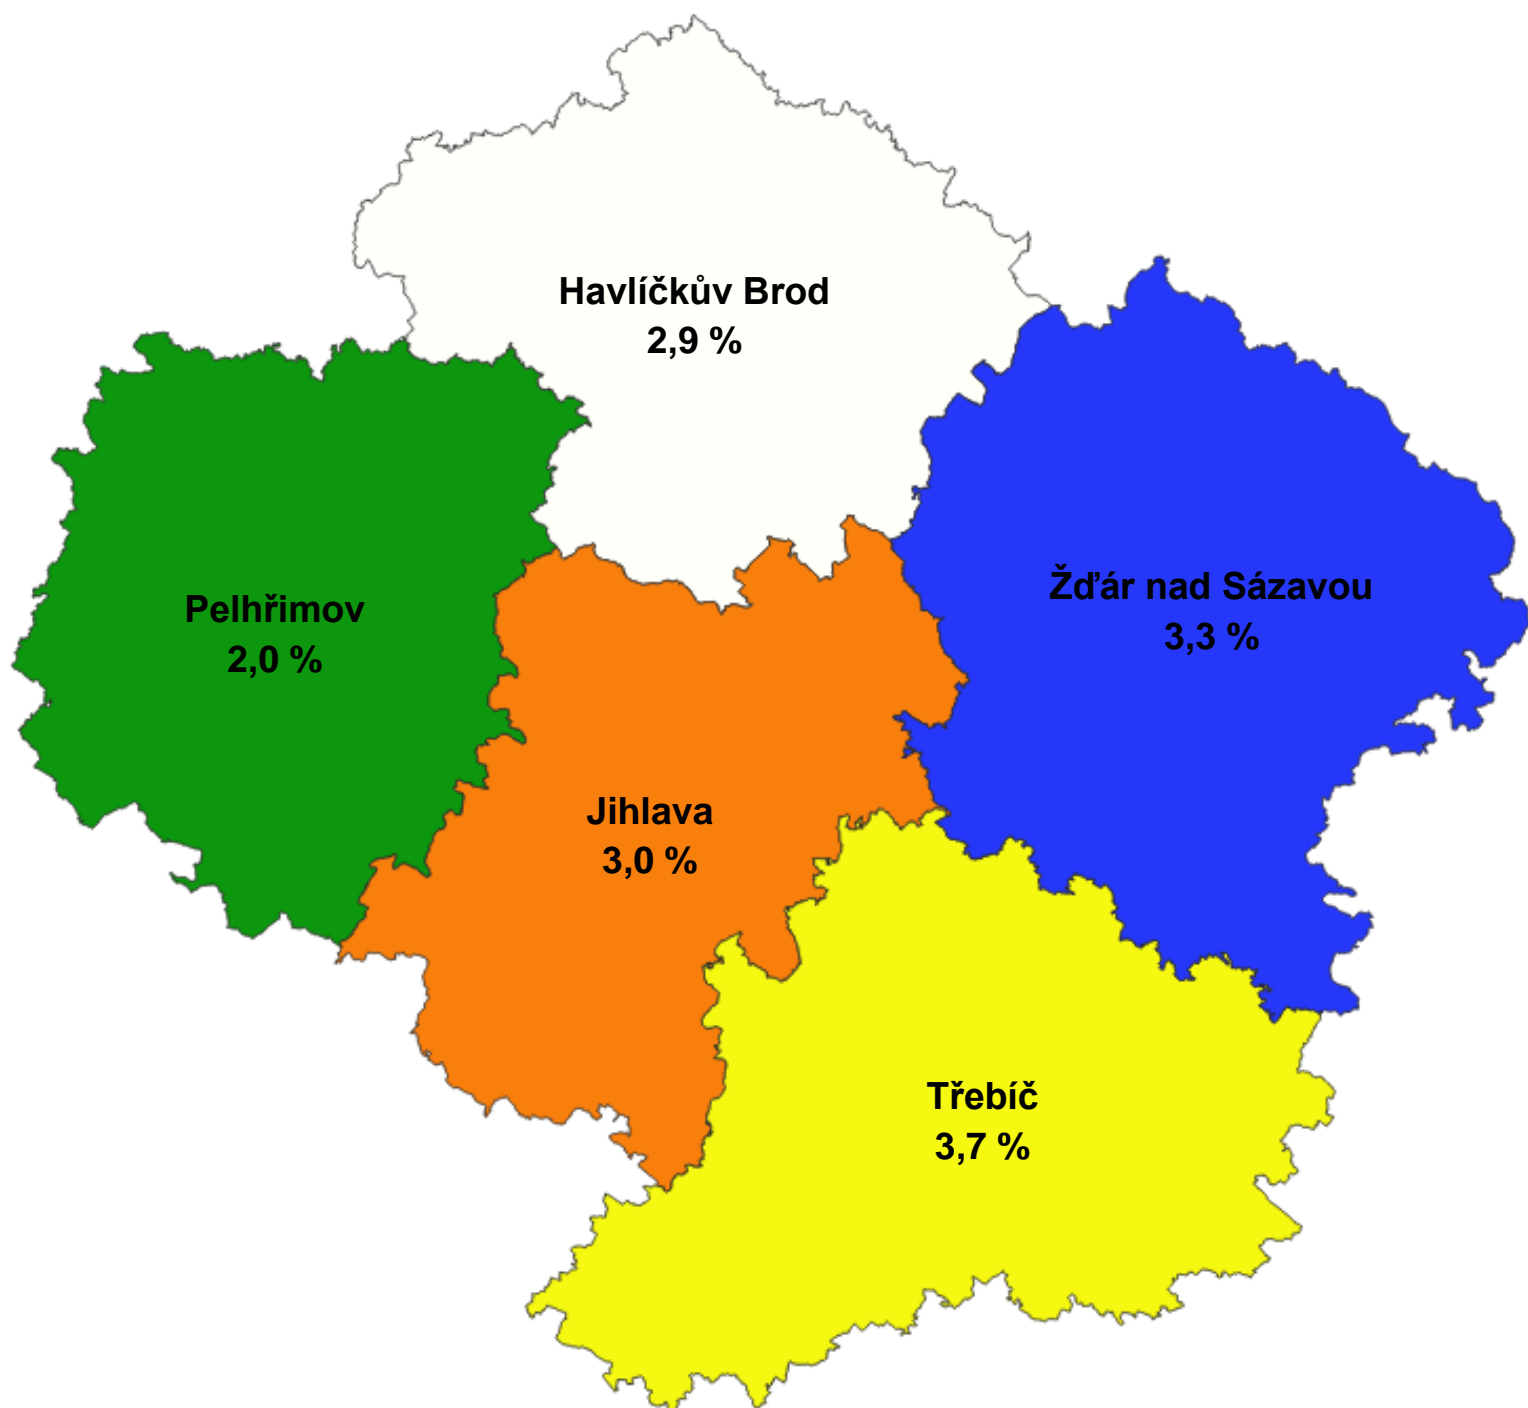 Havlíčkův Brod
2,9 %
Žďár nad Sázavou
3,3 %
Pelhřimov
2,0 %
Jihlava
3,0 %
Třebíč
3,7 %